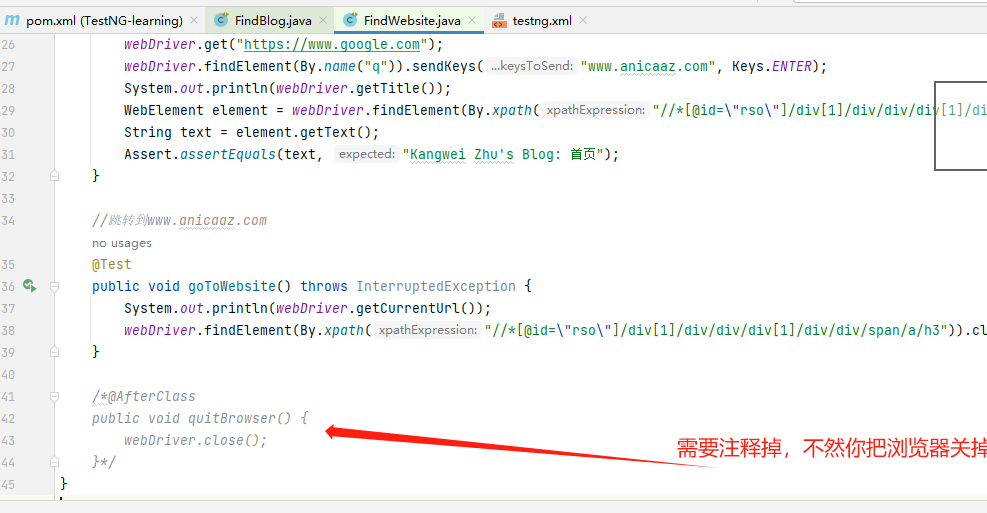 pom.xml (TestNG-learning) × FindBlog.java × FindWebsite.java × testng.xml ×
26 webDriver.get("https://www.google.com");
27 webDriver.findElement(By.name("q")).sendKeys( ...keysToSend: "www.anicaaz.com", Keys.ENTER);
28 System.out.println(webDriver.getTitle());
29 WebElement element = webDriver.findElement(By.xpath( xpathExpression: "//*[@id=\"rso\"]/div[1]/div/div/div[1]/di
30 String text = element.getText();
31 Assert.assertEquals(text, expected: "Kangwei Zhu's Blog: 首页");
32 }
33
34 //跳转到www.anicaaz.com
no usages
35 @Test
36 public void goToWebsite() throws InterruptedException {
37 System.out.println(webDriver.getCurrentUrl());
38 webDriver.findElement(By.xpath( xpathExpression: "//*[@id=\"rso\"]/div[1]/div/div/div[1]/div/div/span/a/h3")).cl
39 }
40
41 /*@AfterClass
42 public void quitBrowser() {
43 webDriver.close();
需要注释掉，不然你把浏览器关掉
44 }*/
45 }